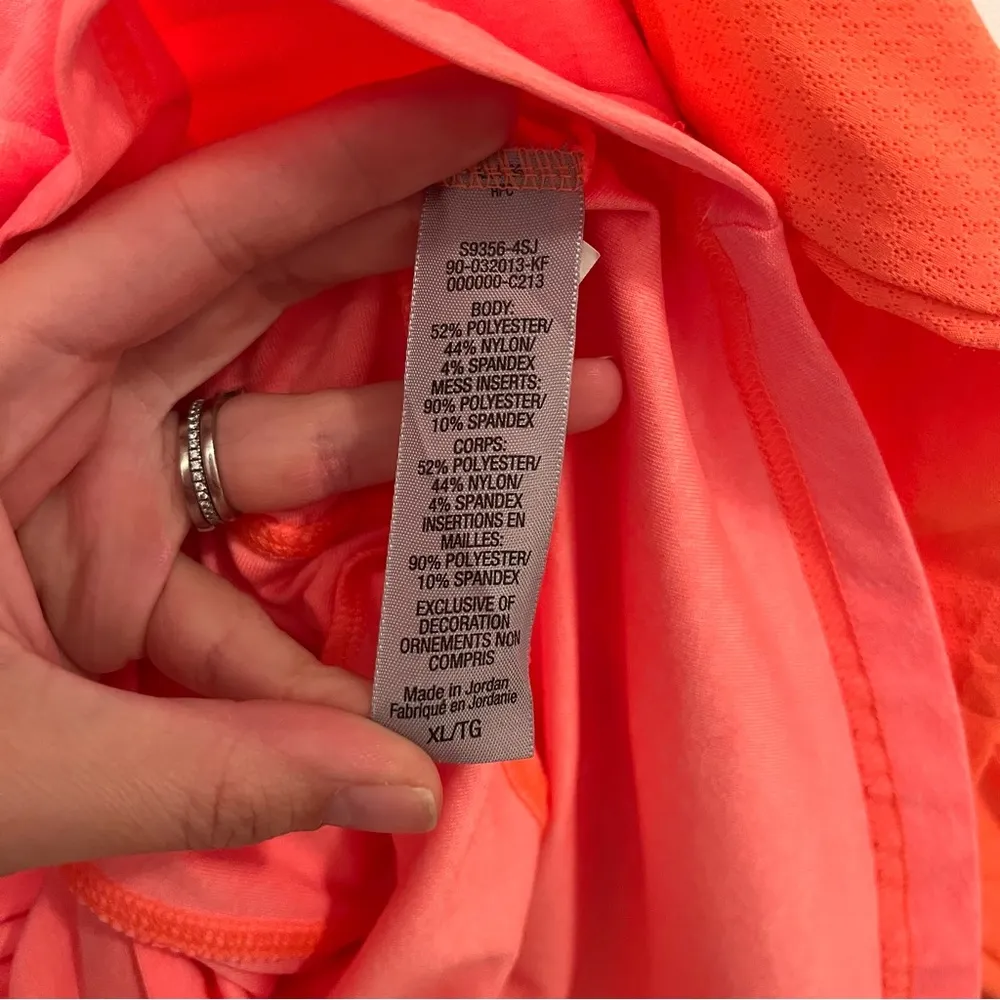 HFC
S9356-4SJ
90-032013-KF
000000-C213
BODY:
52% POLYESTER/
44% NYLON/
4% SPANDEX
MESS INSERTS:
90% POLYESTER/
10% SPANDEX
CORPS:
52% POLYESTER/
44% NYLON/
4% SPANDEX
INSERTIONS EN
MAILLES:
90% POLYESTER/
10% SPANDEX
EXCLUSIVE OF
DECORATION
ORNEMENTS NON
COMPRIS
Made in Jordan
Fabriqué en Jordanie
XL/TG